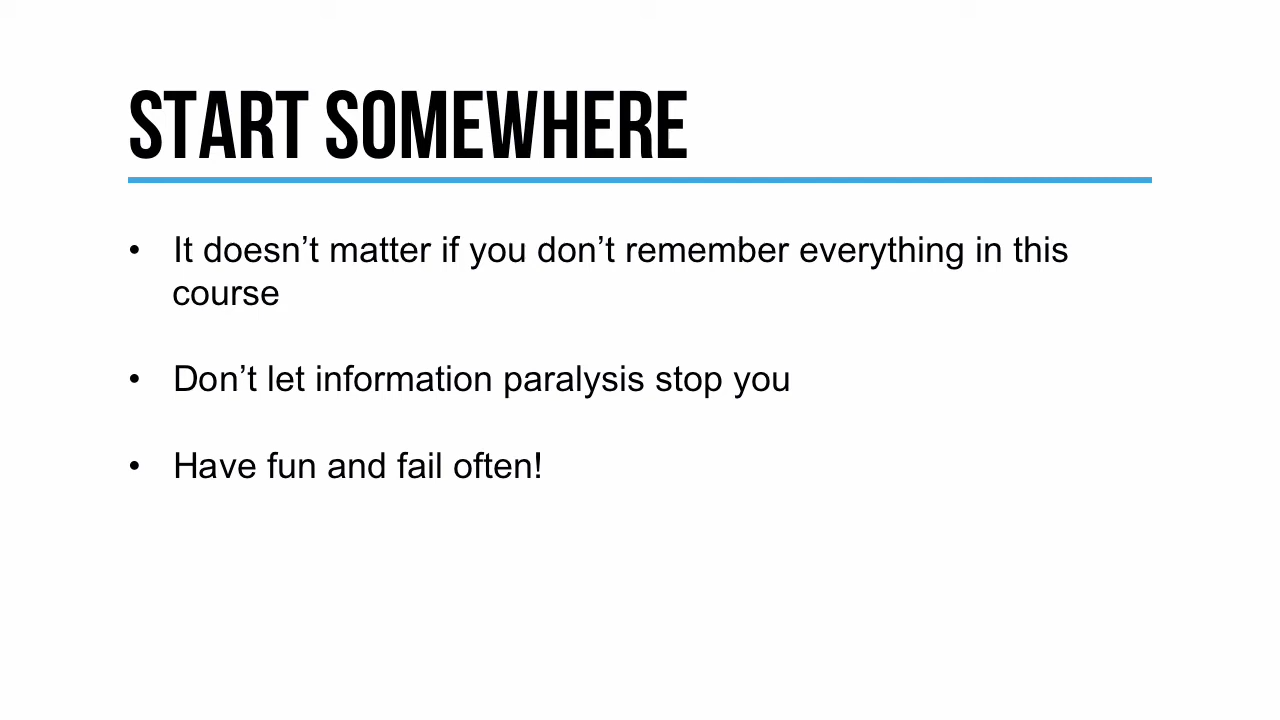 START SOMEWHERE
• It doesn’t matter if you don’t remember everything in this
course
• Don’t let information paralysis stop you
• Have fun and fail often!